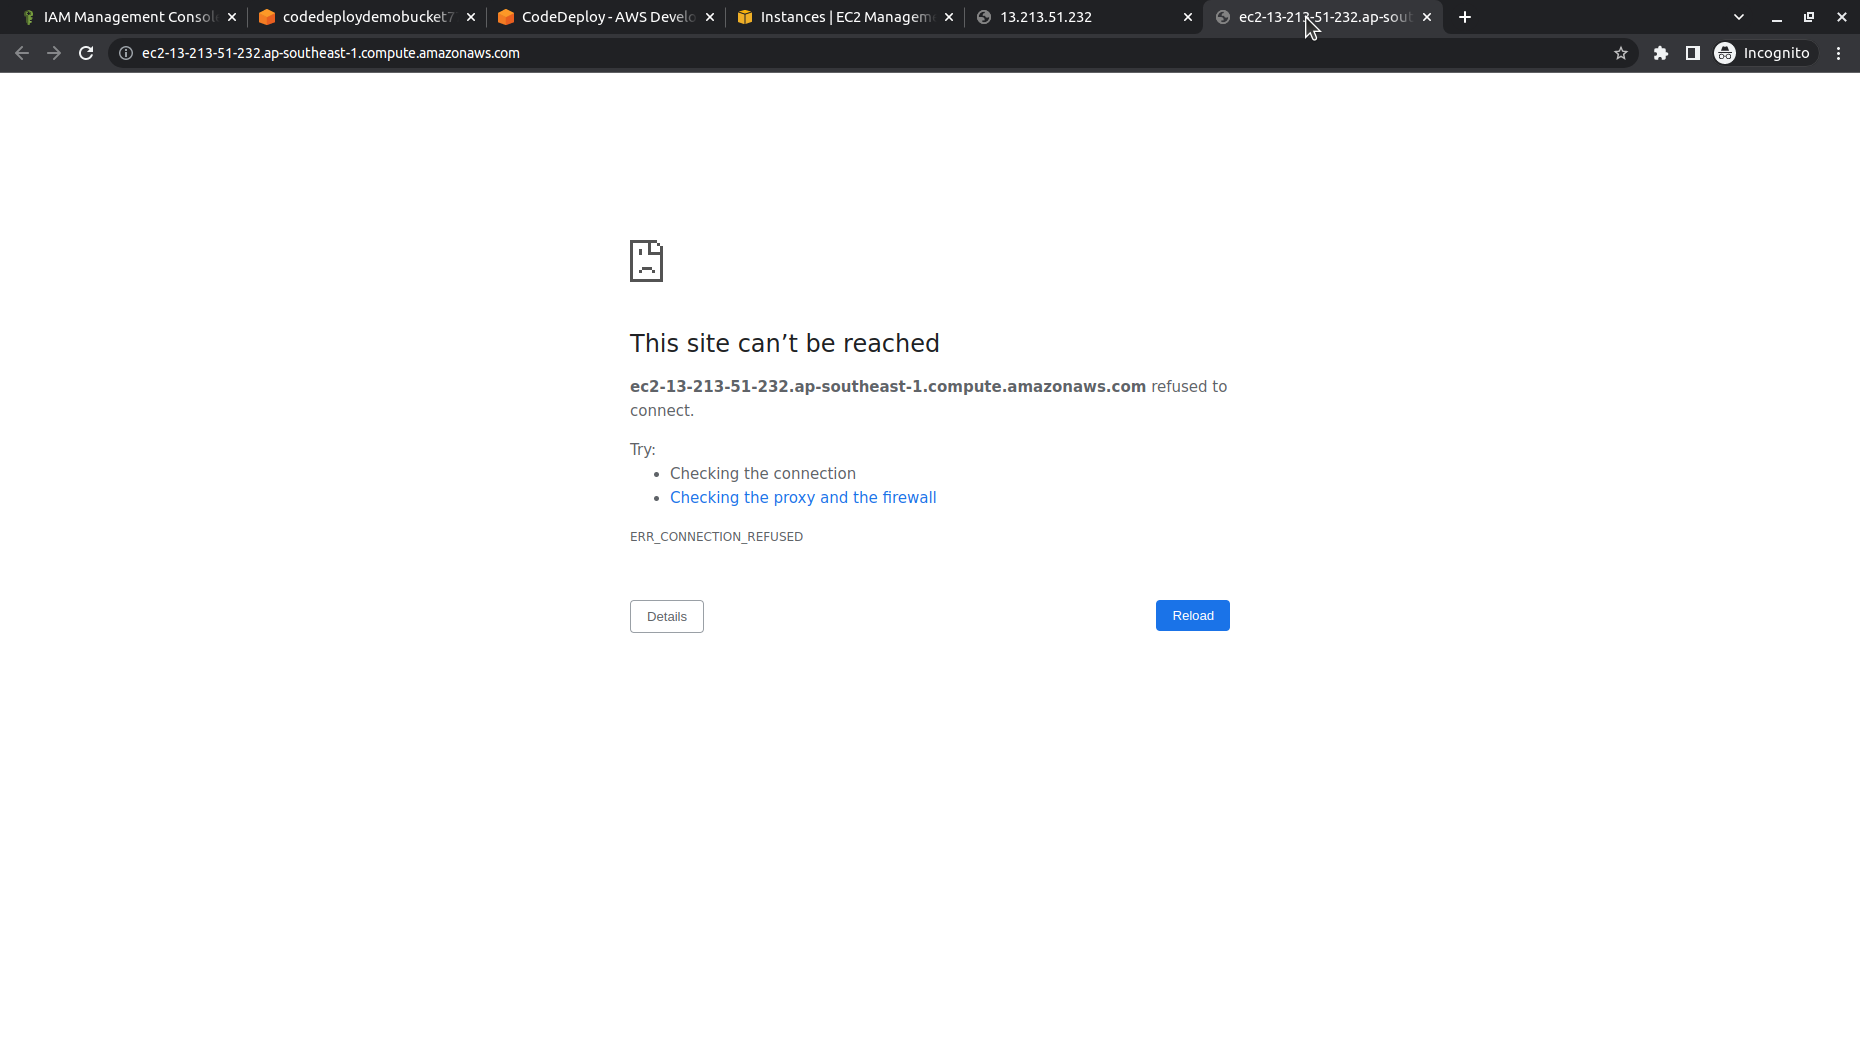 IAM Management Consol
codedeploydemobucket7
CodeDeploy - AWS Develo
Instances | EC2 Managem
13.213.51.232
ec2-13-213-51-232.ap-sout
ec2-13-213-51-232.ap-southeast-1.compute.amazonaws.com
Incognito
This site can’t be reached
ec2-13-213-51-232.ap-southeast-1.compute.amazonaws.com refused to
connect.
Try:
• Checking the connection
• Checking the proxy and the firewall
ERR_CONNECTION_REFUSED
Details
Reload